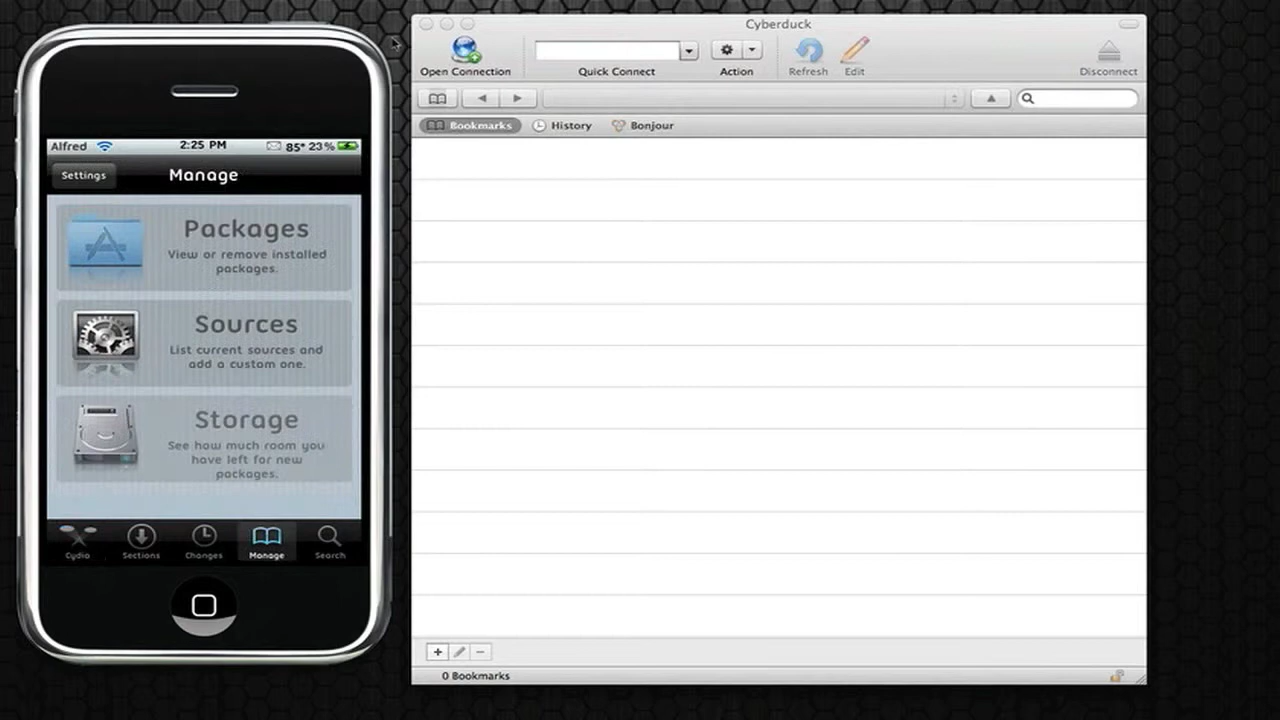 Alfred 2:25 PM 85° 23%
Settings Manage
Packages
View or remove installed
packages.
Sources
List current sources and
add a custom one.
Storage
See how much room you
have left for new
packages.
Cydia Sections Changes Manage Search
Cyberduck
Open Connection Quick Connect Action Refresh Edit Disconnect
Bookmarks History Bonjour
0 Bookmarks